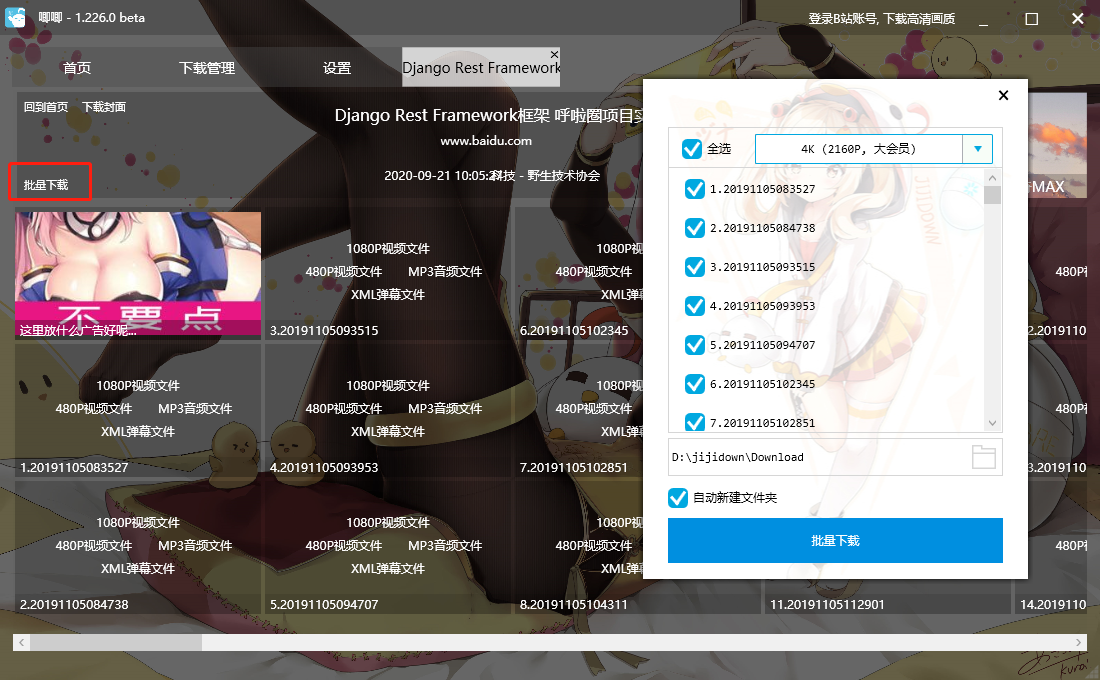 唧唧 - 1.226.0 beta
登录B站账号, 下载高清画质
首页
下载管理
设置
Django Rest Framework
回到首页 下载封面
Django Rest Framework框架 呼啦圈项目实
www.baidu.com
2020-09-21 10:05:2
科技 - 野生技术协会
批量下载
MAX
不要点
这里放什么广告好呢...
1080P视频文件
480P视频文件 MP3音频文件
XML弹幕文件
3.20191105093515
1080P视
480P视频文件
XML弹
6.20191105102345
480P
2.2019110
1080P视频文件
480P视频文件 MP3音频文件
XML弹幕文件
1.20191105083527
1080P视频文件
480P视频文件 MP3音频文件
XML弹幕文件
4.20191105093953
1080P视
480P视频文件
XML弹
7.20191105102851
480P
3.2019110
1080P视频文件
480P视频文件 MP3音频文件
XML弹幕文件
2.20191105084738
1080P视频文件
480P视频文件 MP3音频文件
XML弹幕文件
5.20191105094707
1080P视
480P视频文件
XML弹
8.20191105104311
11.20191105112901
480P
14.2019110
全选
4K (2160P, 大会员)
1.20191105083527
2.20191105084738
3.20191105093515
4.20191105093953
5.20191105094707
6.20191105102345
7.20191105102851
JIJIDOWN
D:\jijidown\Download
自动新建文件夹
批量下载